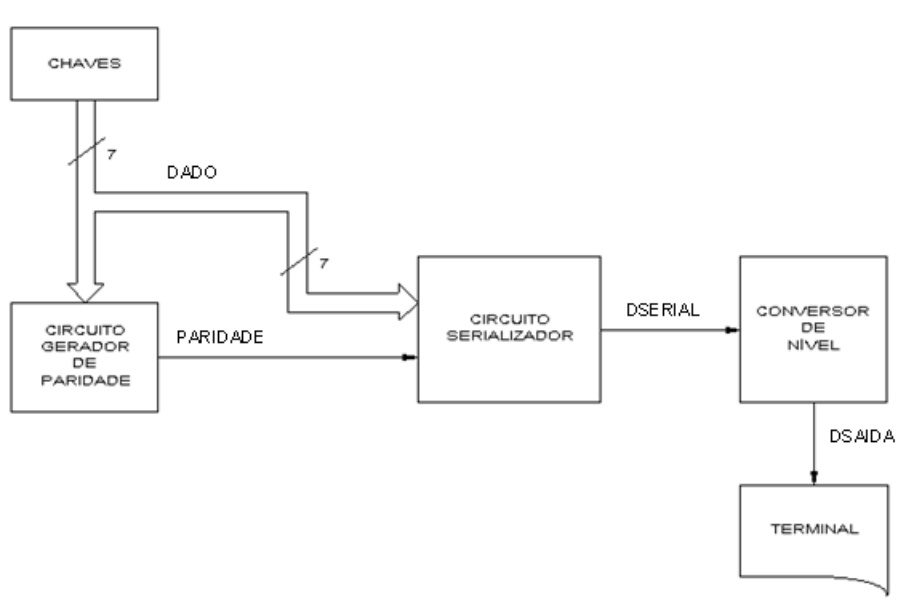 CHAVES
7
DADO
7
CIRCUITO
GERADOR
DE
PARIDADE
PARIDADE
CIRCUITO
SERIALIZADOR
DSERIAL
CONVERSOR
DE
NÍVEL
DSAIDA
TERMINAL